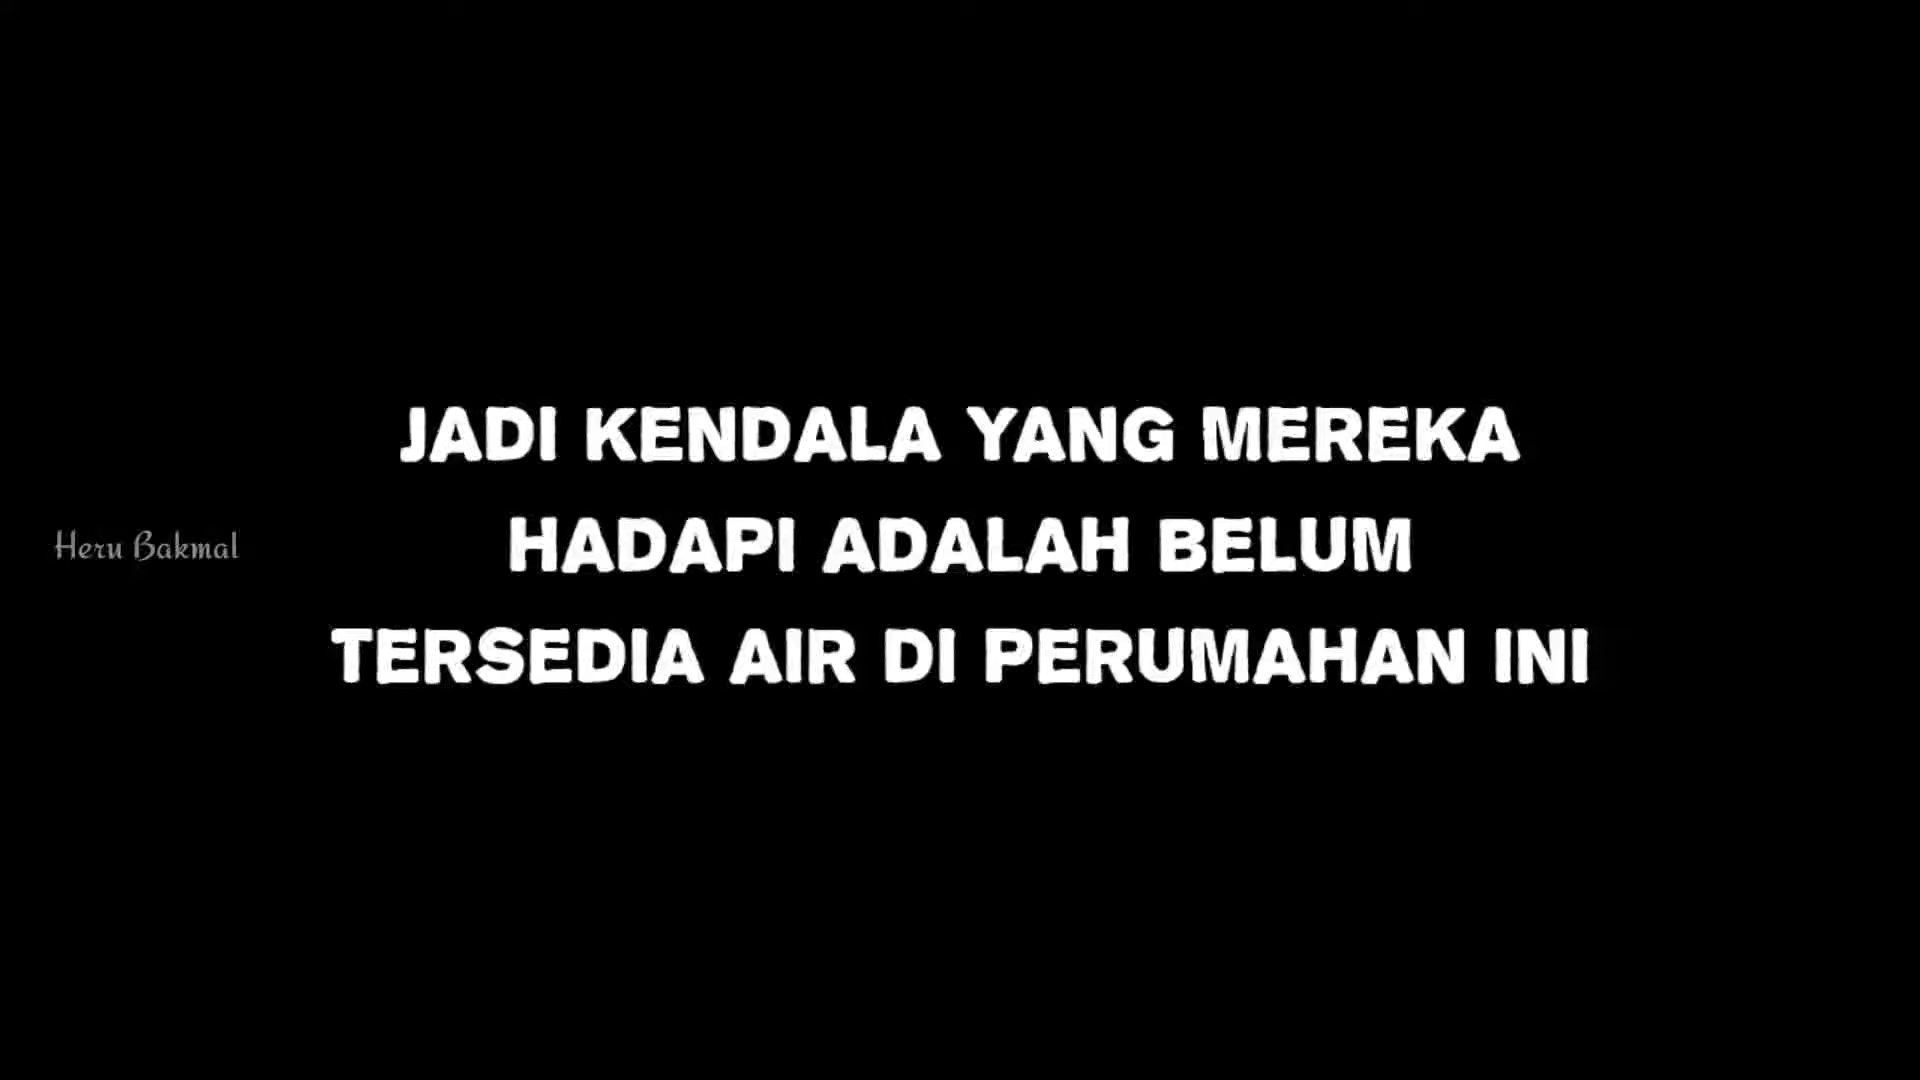 JADI KENDALA YANG MEREKA
HADAPI ADALAH BELUM
TERSEDIA AIR DI PERUMAHAN INI
Heru Bakmal